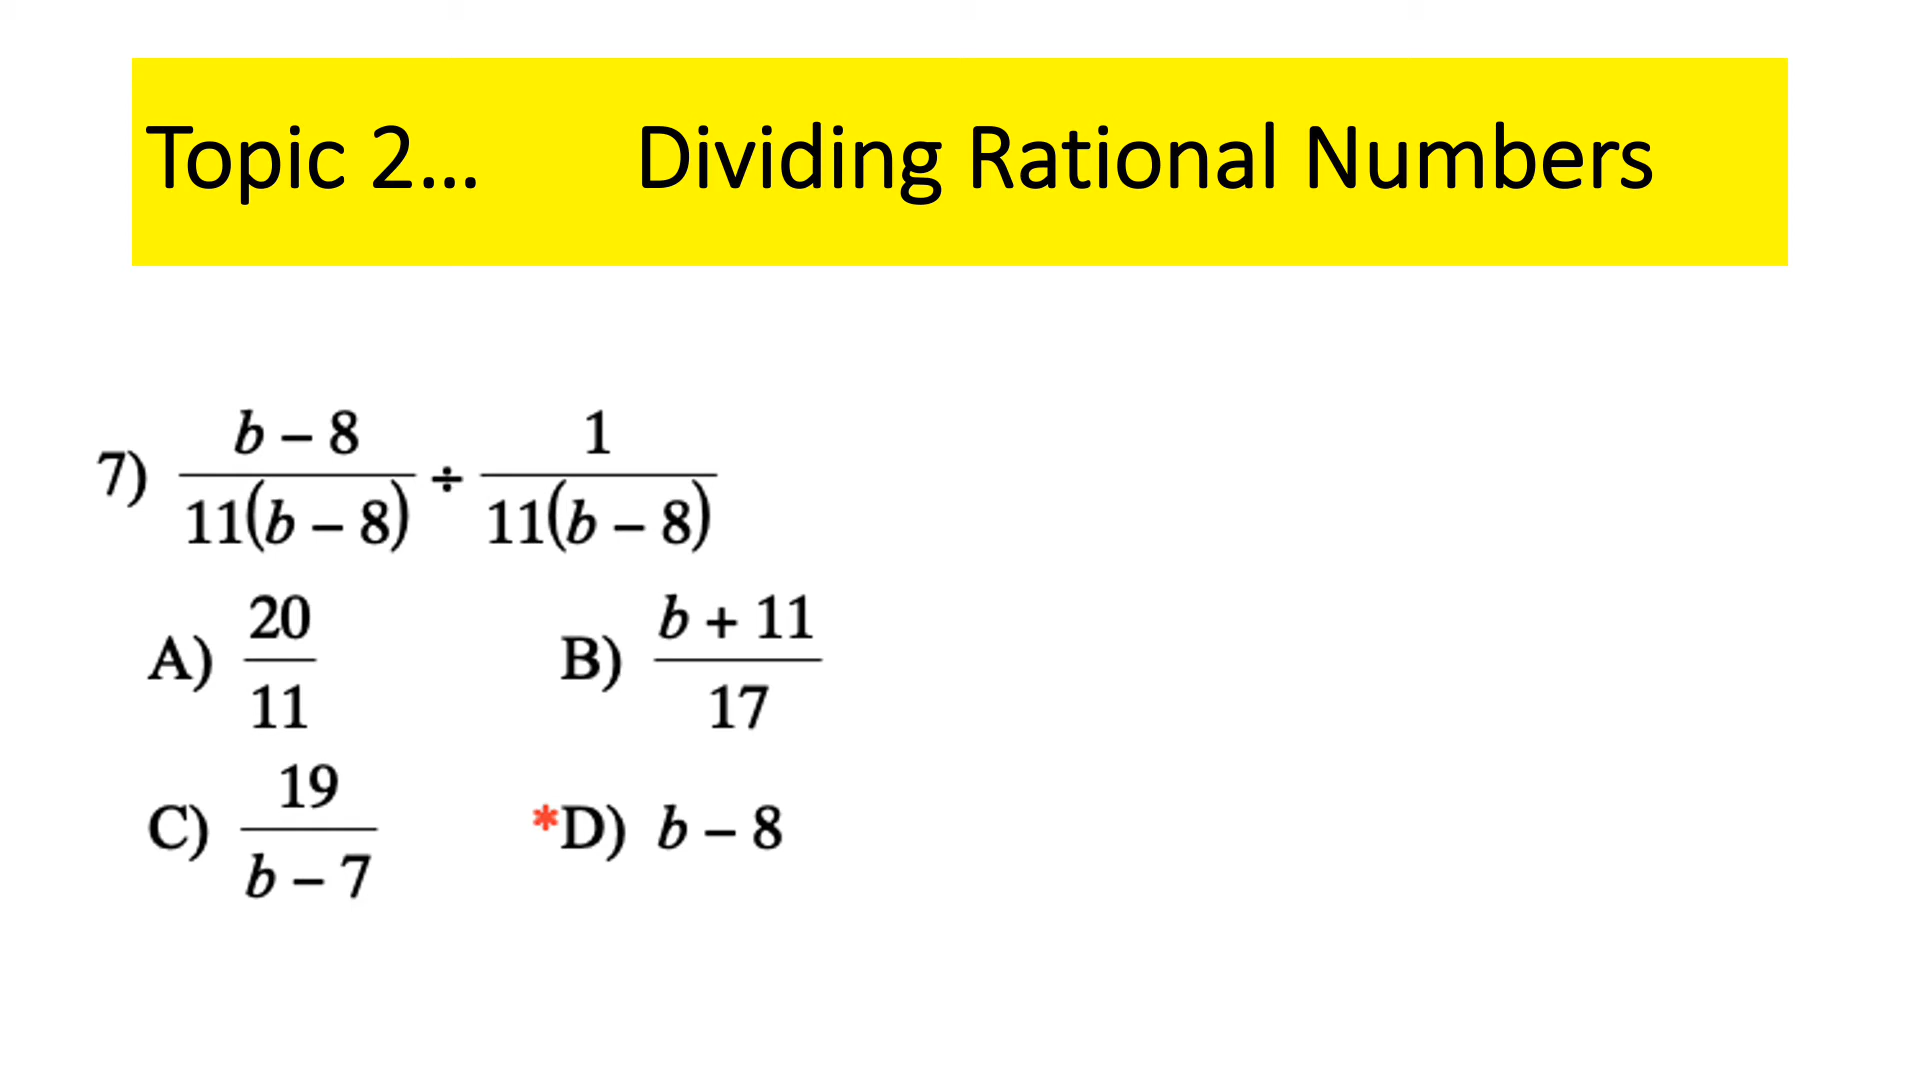 Topic 2... Dividing Rational Numbers
7) b – 8 / 11(b – 8) ÷ 1 / 11(b – 8)
A) 20 / 11 B) b + 11 / 17
C) 19 / b – 7 *D) b – 8